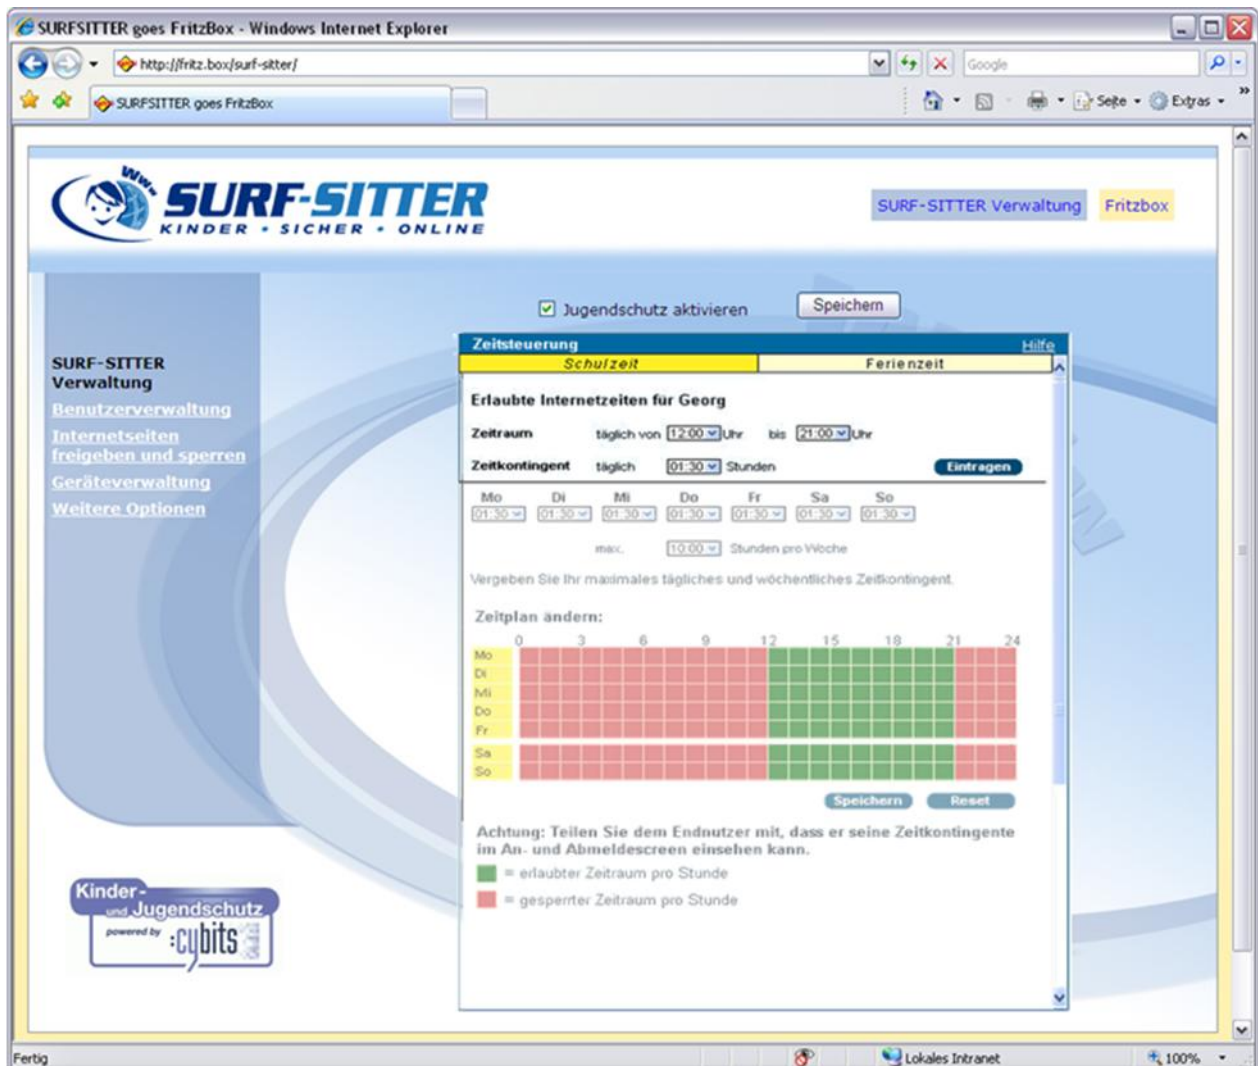 SURFSITTER goes FritzBox - Windows Internet Explorer
http://fritz.box/surf-sitter/
Google
SURFSITTER goes FritzBox
Seite
Extras
www.
SURF-SITTER
KINDER · SICHER · ONLINE
SURF-SITTER Verwaltung
Fritzbox
Jugendschutz aktivieren
Speichern
SURF-SITTER
Verwaltung
Benutzerverwaltung
Internetseiten
freigeben und sperren
Geräteverwaltung
Weitere Optionen
Zeitsteuerung Hilfe
Schulzeit Ferienzeit
Erlaubte Internetzeiten für Georg
Zeitraum täglich von 12:00 Uhr bis 21:00 Uhr
Zeitkontingent täglich 01:30 Stunden Eintragen
Mo Di Mi Do Fr Sa So
01:30 01:30 01:30 01:30 01:30 01:30 01:30
max. 10:00 Stunden pro Woche
Vergeben Sie Ihr maximales tägliches und wöchentliches Zeitkontingent.
Zeitplan ändern:
0 3 6 9 12 15 18 21 24
Mo
Di
Mi
Do
Fr
Sa
So
Speichern Reset
Achtung: Teilen Sie dem Endnutzer mit, dass er seine Zeitkontingente
im An- und Abmeldescreen einsehen kann.
= erlaubter Zeitraum pro Stunde
= gesperrter Zeitraum pro Stunde
Kinder-
und Jugendschutz
powered by :cybits
Fertig
Lokales Intranet
100%